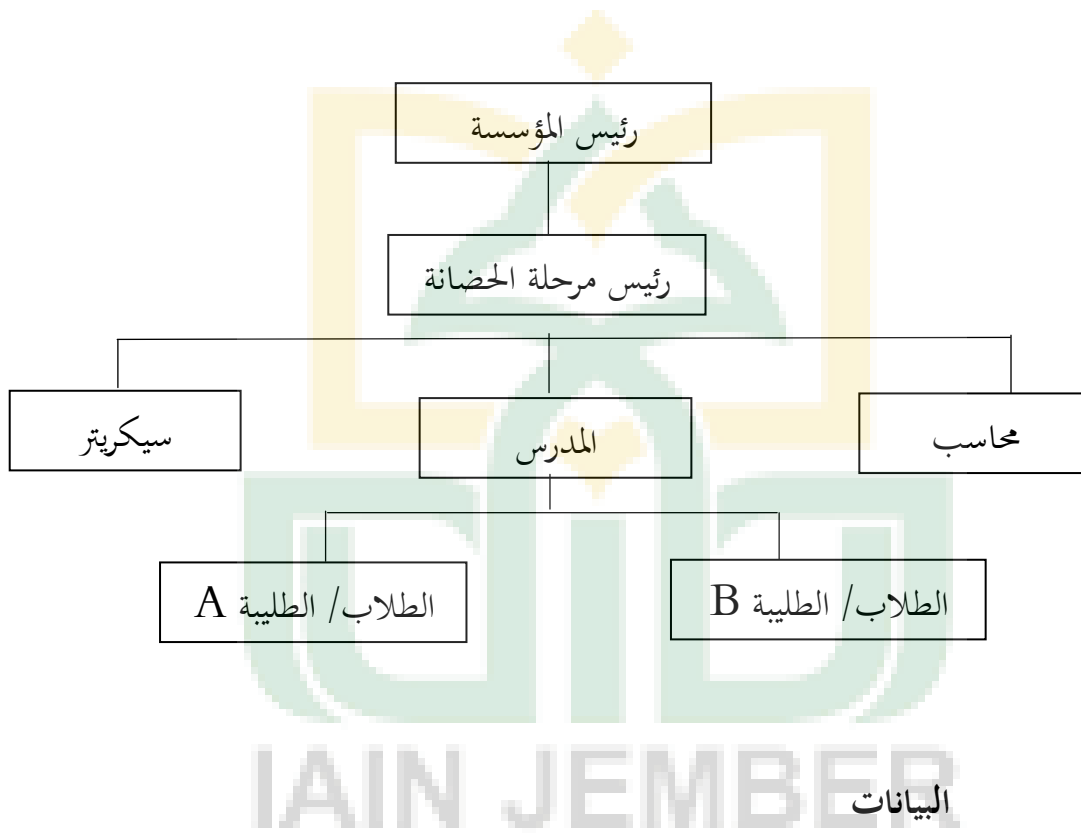 رئيس المؤسسة
رئيس مرحلة الحضانة
محاسب
المدرس
سيكريتر
الطلاب/ الطليبة B
الطلاب/ الطليبة A
IAIN JEMBER
البيانات